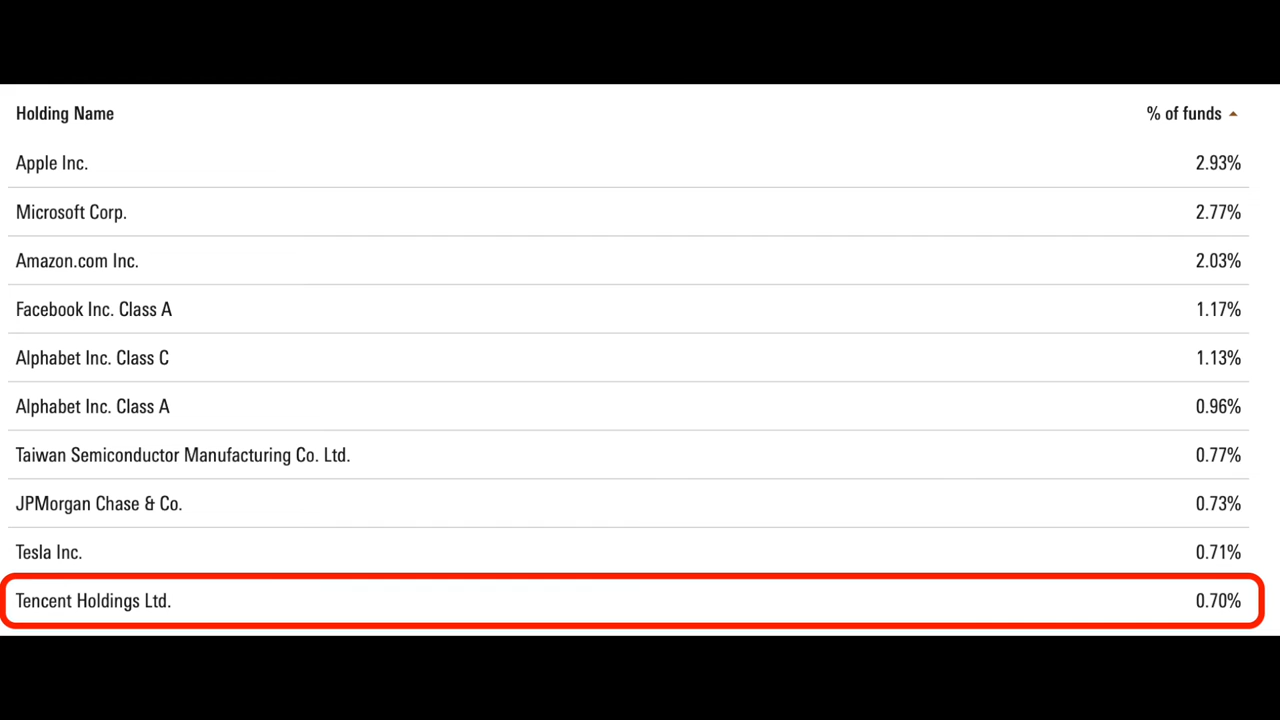 Holding Name % of funds
Apple Inc. 2.93%
Microsoft Corp. 2.77%
Amazon.com Inc. 2.03%
Facebook Inc. Class A 1.17%
Alphabet Inc. Class C 1.13%
Alphabet Inc. Class A 0.96%
Taiwan Semiconductor Manufacturing Co. Ltd. 0.77%
JPMorgan Chase & Co. 0.73%
Tesla Inc. 0.71%
Tencent Holdings Ltd. 0.70%